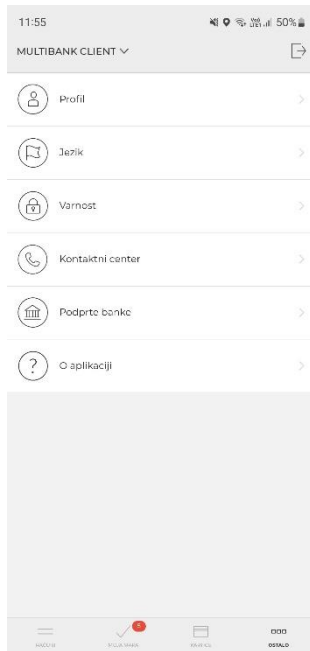 11:55
50%
MULTIBANK CLIENT
Profil
Jezik
Varnost
Kontaktni center
Podprte banke
O aplikaciji
OSTALO